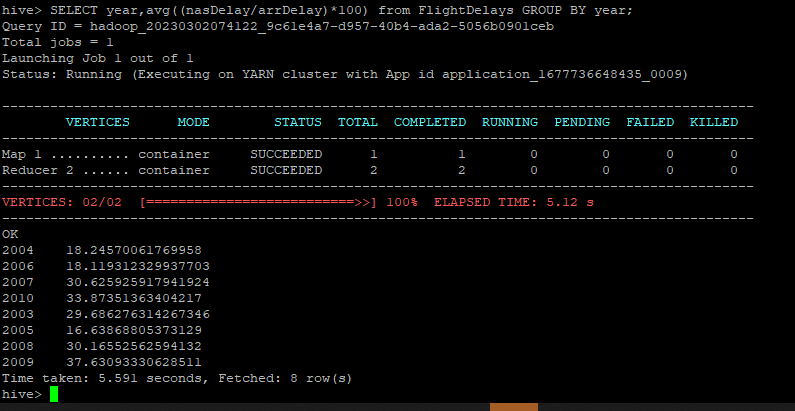 hive> SELECT year,avg((nasDelay/arrDelay)*100) from FlightDelays GROUP BY year;
Query ID = hadoop_20230302074122_9c61e4a7-d957-40b4-ada2-5056b0901ceb
Total jobs = 1
Launching Job 1 out of 1
Status: Running (Executing on YARN cluster with App id application_1677736648435_0009)
----------------------------------------------------------------------------------------------
VERTICES MODE STATUS TOTAL COMPLETED RUNNING PENDING FAILED KILLED
----------------------------------------------------------------------------------------------
Map 1 .......... container SUCCEEDED 1 1 0 0 0 0
Reducer 2 ...... container SUCCEEDED 2 2 0 0 0 0
----------------------------------------------------------------------------------------------
VERTICES: 02/02 [==========================>>] 100% ELAPSED TIME: 5.12 s
----------------------------------------------------------------------------------------------
OK
2004 18.24570061769958
2006 18.119312329937703
2007 30.625925917941924
2010 33.87351363404217
2003 29.686276314267346
2005 16.63868805373129
2008 30.16552562594132
2009 37.63093330628511
Time taken: 5.591 seconds, Fetched: 8 row(s)
hive>